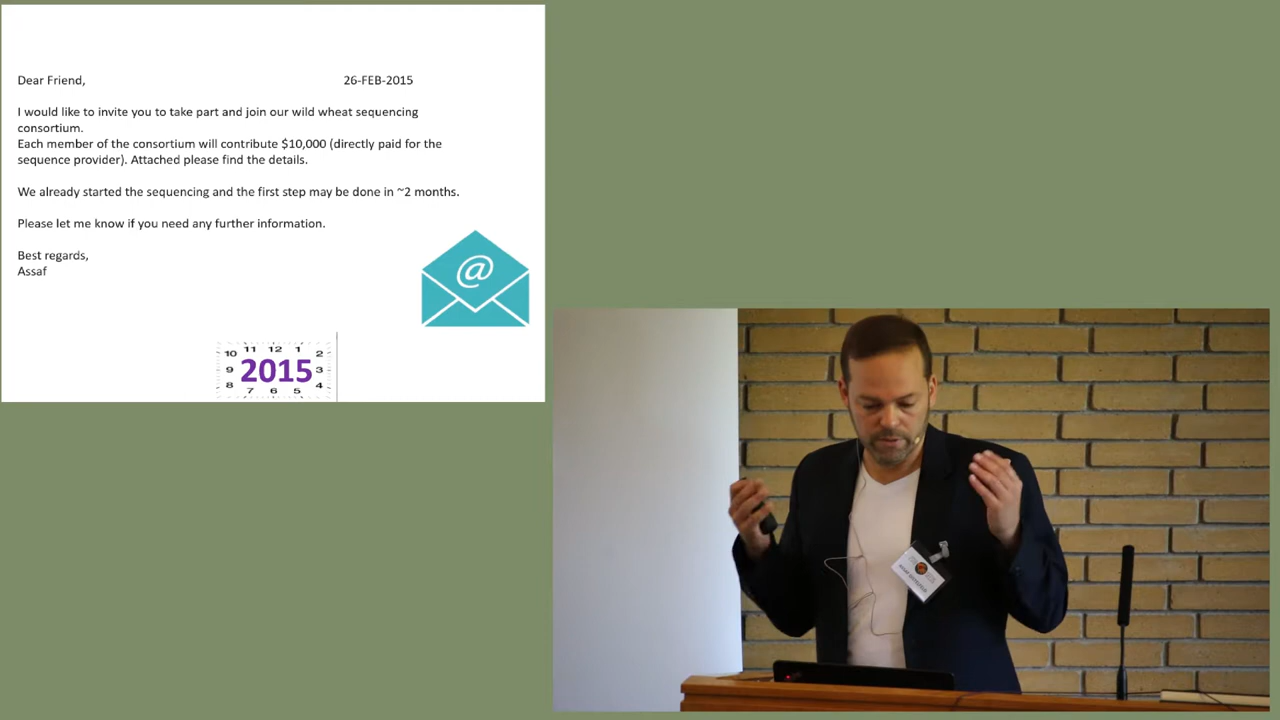 Dear Friend, 26-FEB-2015
I would like to invite you to take part and join our wild wheat sequencing
consortium.
Each member of the consortium will contribute $10,000 (directly paid for the
sequence provider). Attached please find the details.
We already started the sequencing and the first step may be done in ~2 months.
Please let me know if you need any further information.
Best regards,
Assaf
@
10 11 12 1 2
9 2015 3
8 7 6 5 4